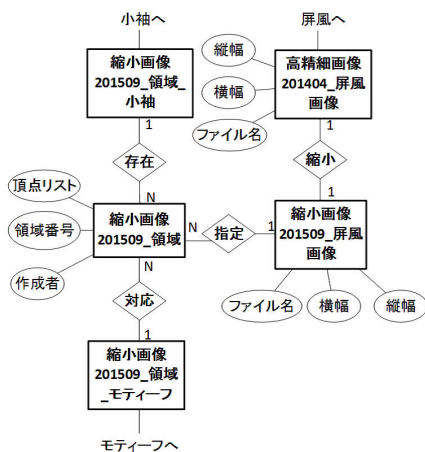 小袖へ
屏風へ
縮小画像
201509_領域_
小袖
縦幅
横幅
ファイル名
高精細画像
201404_屏風
画像
1
1
存在
縮小
頂点リスト
領域番号
作成者
N
1
縮小画像
201509_領域
N
指定
1
縮小画像
201509_屏風
画像
N
対応
ファイル名
横幅
縦幅
1
縮小画像
201509_領域
_モティーフ
モティーフへ